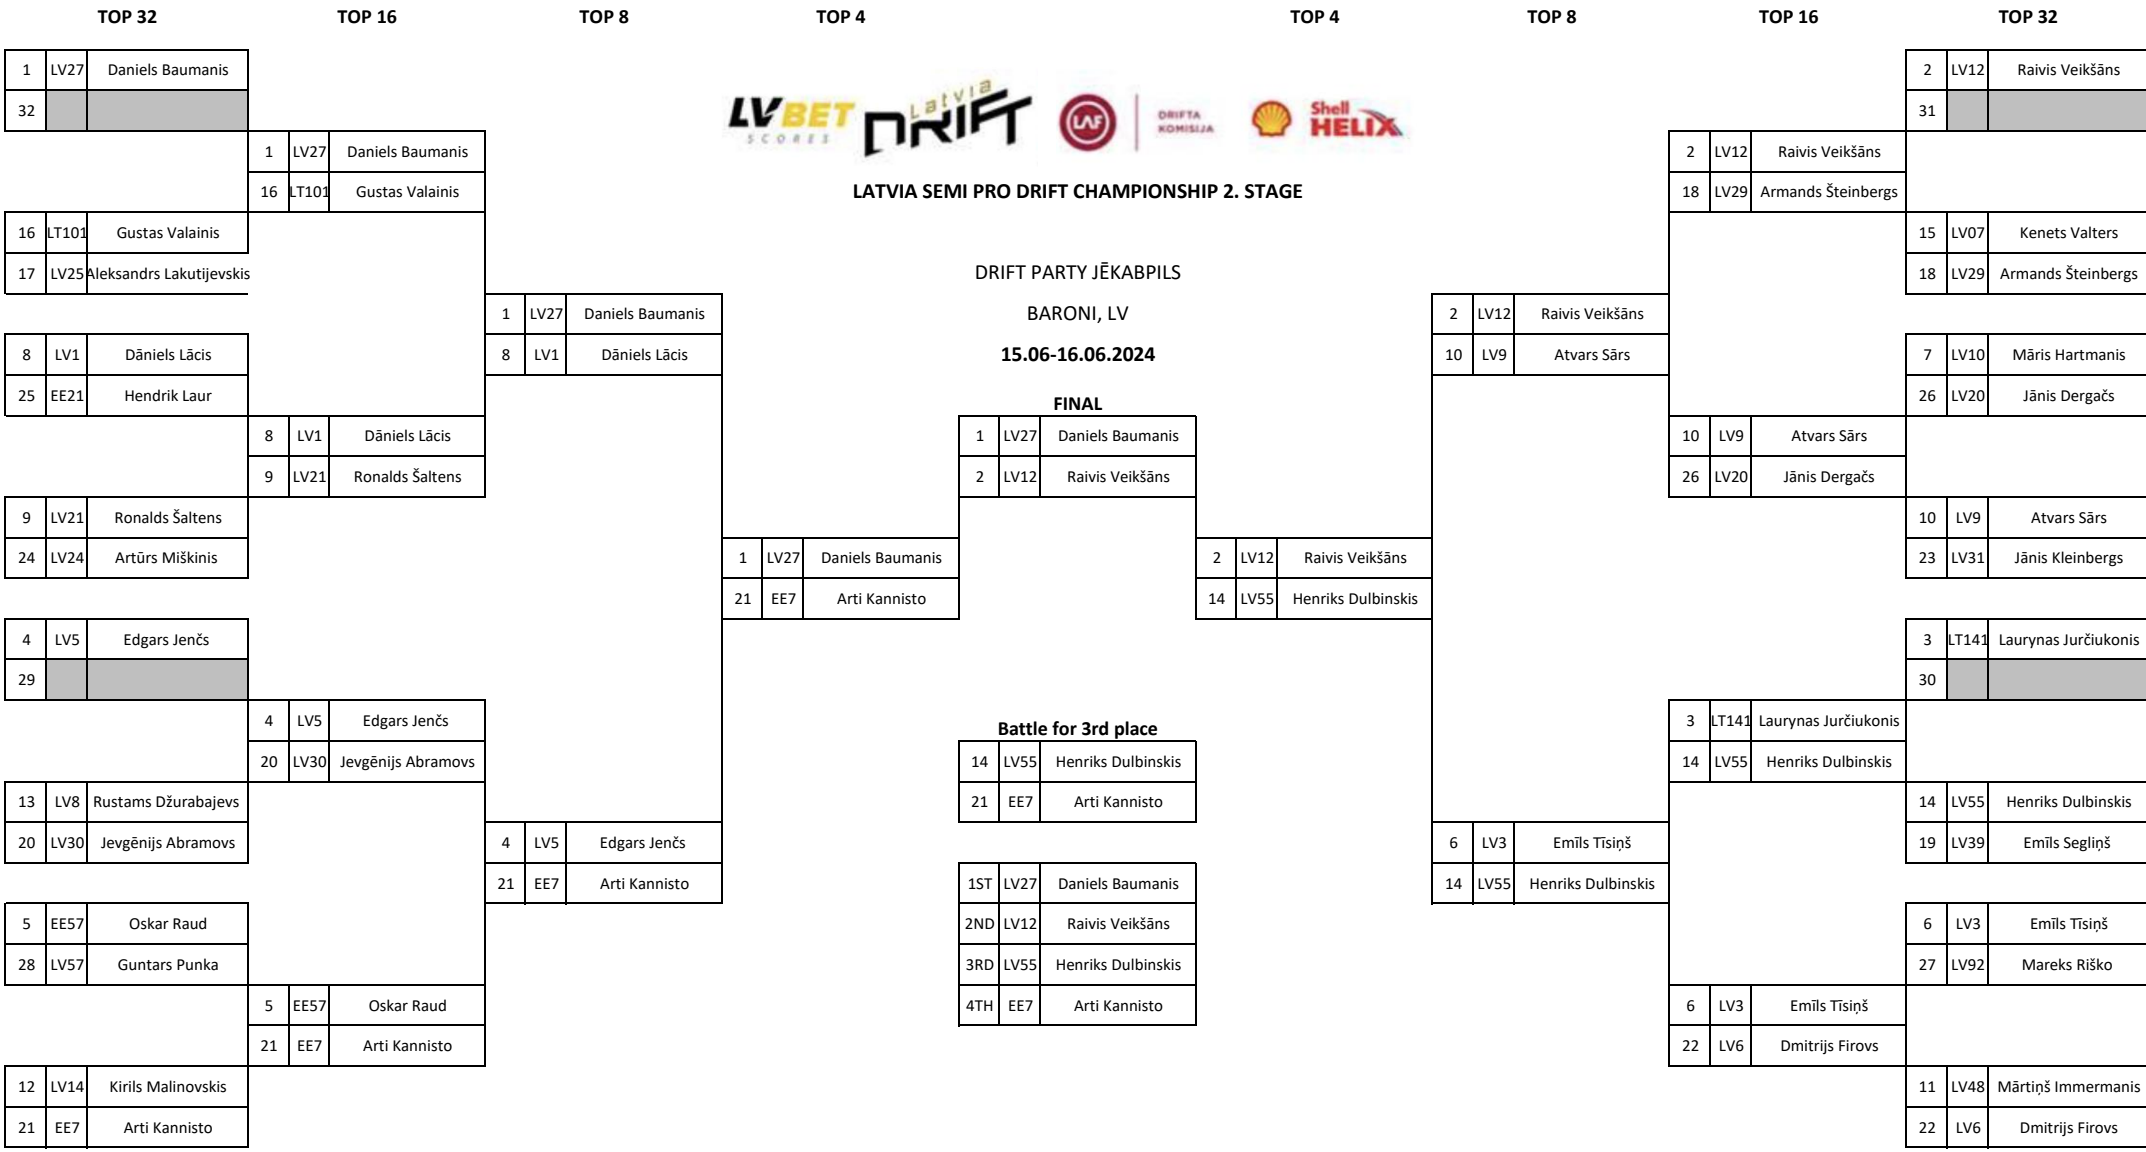 TOP 32 TOP 16 TOP 8 TOP 4 TOP 4 TOP 8 TOP 16 TOP 32
1 LV27 Daniels Baumanis
32
16 LT101 Gustas Valainis
17 LV25 Aleksandrs Lakutijevskis
8 LV1 Dāniels Lācis
25 EE21 Hendrik Laur
9 LV21 Ronalds Šaltens
24 LV24 Artūrs Miškinis
4 LV5 Edgars Jenčs
29
13 LV8 Rustams Džurabajevs
20 LV30 Jevgēnijs Abramovs
5 EE57 Oskar Raud
28 LV57 Guntars Punka
12 LV14 Kirils Malinovskis
21 EE7 Arti Kannisto
1 LV27 Daniels Baumanis
16 LT101 Gustas Valainis
8 LV1 Dāniels Lācis
9 LV21 Ronalds Šaltens
4 LV5 Edgars Jenčs
20 LV30 Jevgēnijs Abramovs
5 EE57 Oskar Raud
21 EE7 Arti Kannisto
1 LV27 Daniels Baumanis
8 LV1 Dāniels Lācis
4 LV5 Edgars Jenčs
21 EE7 Arti Kannisto
1 LV27 Daniels Baumanis
21 EE7 Arti Kannisto
LVBET
SCORES
Latvia
DRIFT
LAF
DRIFTA
KOMISIJA
Shell
HELIX
LATVIA SEMI PRO DRIFT CHAMPIONSHIP 2. STAGE
DRIFT PARTY JĒKABPILS
BARONI, LV
15.06-16.06.2024
FINAL
1 LV27 Daniels Baumanis
2 LV12 Raivis Veikšāns
Battle for 3rd place
14 LV55 Henriks Dulbinskis
21 EE7 Arti Kannisto
1ST LV27 Daniels Baumanis
2ND LV12 Raivis Veikšāns
3RD LV55 Henriks Dulbinskis
4TH EE7 Arti Kannisto
2 LV12 Raivis Veikšāns
14 LV55 Henriks Dulbinskis
2 LV12 Raivis Veikšāns
10 LV9 Atvars Sārs
6 LV3 Emīls Tīsiņš
14 LV55 Henriks Dulbinskis
2 LV12 Raivis Veikšāns
18 LV29 Armands Šteinbergs
10 LV9 Atvars Sārs
26 LV20 Jānis Dergačs
3 LT141 Laurynas Jurčiukonis
14 LV55 Henriks Dulbinskis
6 LV3 Emīls Tīsiņš
22 LV6 Dmitrijs Firovs
2 LV12 Raivis Veikšāns
31
15 LV07 Kenets Valters
18 LV29 Armands Šteinbergs
7 LV10 Māris Hartmanis
26 LV20 Jānis Dergačs
10 LV9 Atvars Sārs
23 LV31 Jānis Kleinbergs
3 LT141 Laurynas Jurčiukonis
30
14 LV55 Henriks Dulbinskis
19 LV39 Emīls Segliņš
6 LV3 Emīls Tīsiņš
27 LV92 Mareks Riško
11 LV48 Mārtiņš Immermanis
22 LV6 Dmitrijs Firovs